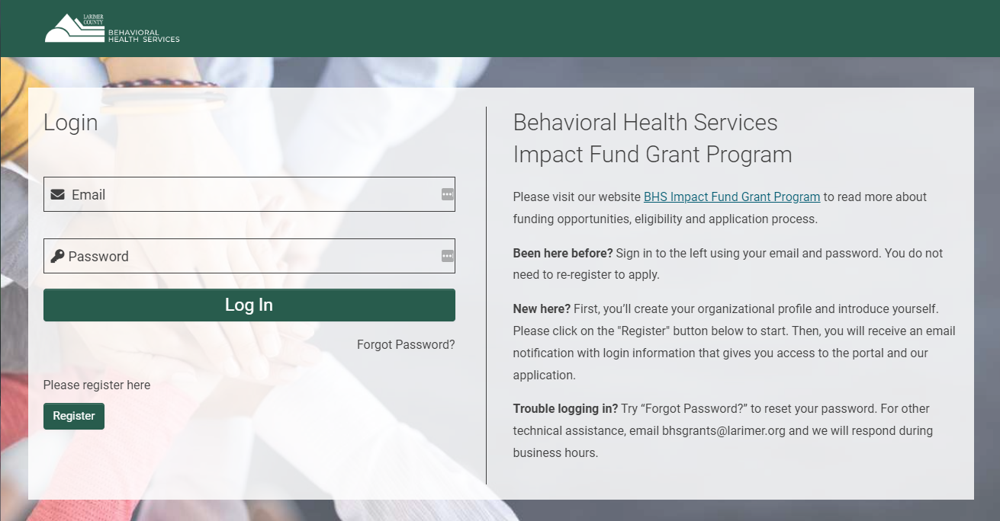 LARIMER
COUNTY
BEHAVIORAL
HEALTH SERVICES
Login
Email
Password
Log In
Forgot Password?
Please register here
Register
Behavioral Health Services
Impact Fund Grant Program
Please visit our website BHS Impact Fund Grant Program to read more about
funding opportunities, eligibility and application process.
Been here before? Sign in to the left using your email and password. You do not
need to re-register to apply.
New here? First, you’ll create your organizational profile and introduce yourself.
Please click on the "Register" button below to start. Then, you will receive an email
notification with login information that gives you access to the portal and our
application.
Trouble logging in? Try “Forgot Password?” to reset your password. For other
technical assistance, email bhsgrants@larimer.org and we will respond during
business hours.